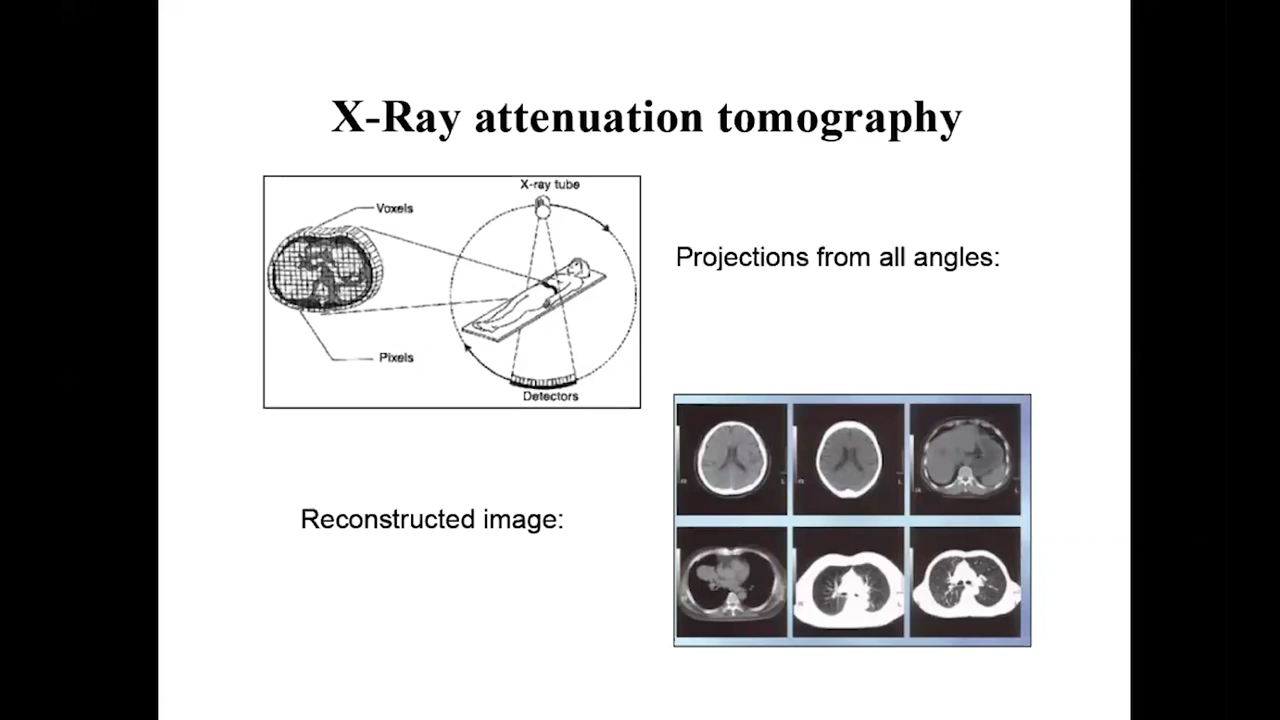 X-Ray attenuation tomography
X-ray tube
Voxels
Pixels
Detectors
Projections from all angles:
Reconstructed image: